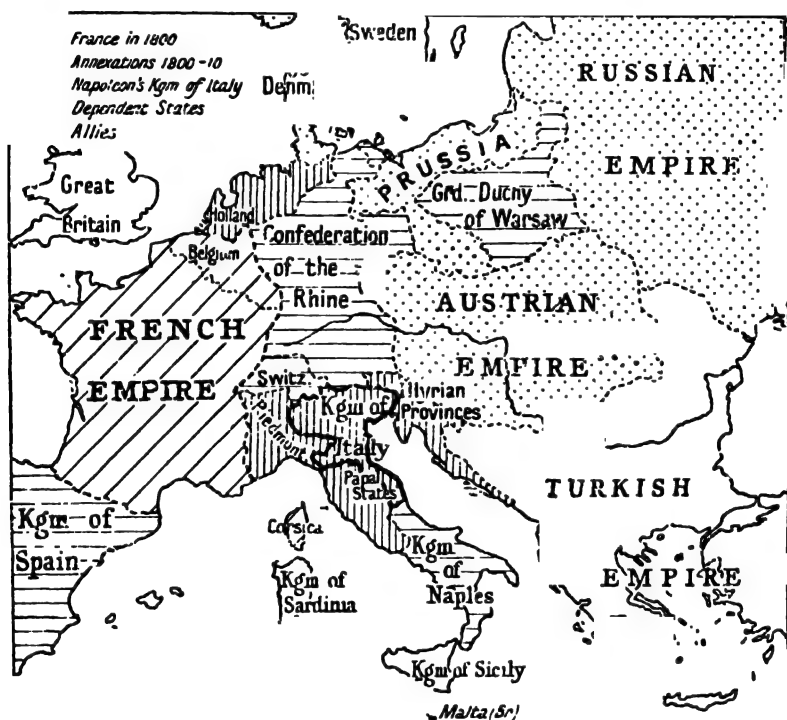 France in 1800
Annexations 1800-10
Napoleon's Kgm of Italy
Dependent States
Allies
Sweden
Denm
RUSSIAN
EMPIRE
PRUSSIA
Great
Britain
Holland
Grd. Duchy
of Warsaw
Belgium
Confederation
of the
Rhine
AUSTRIAN
EMPIRE
FRENCH
EMPIRE
Switz
Piedmont
Kgm of
Italy
Illyrian
Provinces
Papal
States
TURKISH
EMPIRE
Kgm. of
Spain
Corsica
Kgm of
Sardinia
Kgm
of
Naples
Kgm of Sicily
Malta (Br)